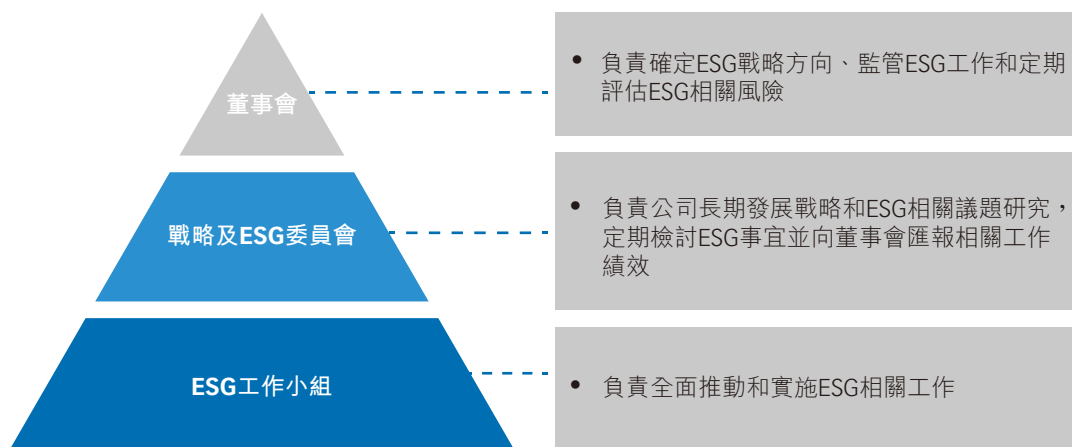 董事會
• 負責確定ESG戰略方向、監管ESG工作和定期
評估ESG相關風險
戰略及ESG委員會
• 負責公司長期發展戰略和ESG相關議題研究，
定期檢討ESG事宜並向董事會匯報相關工作
績效
ESG工作小組
• 負責全面推動和實施ESG相關工作